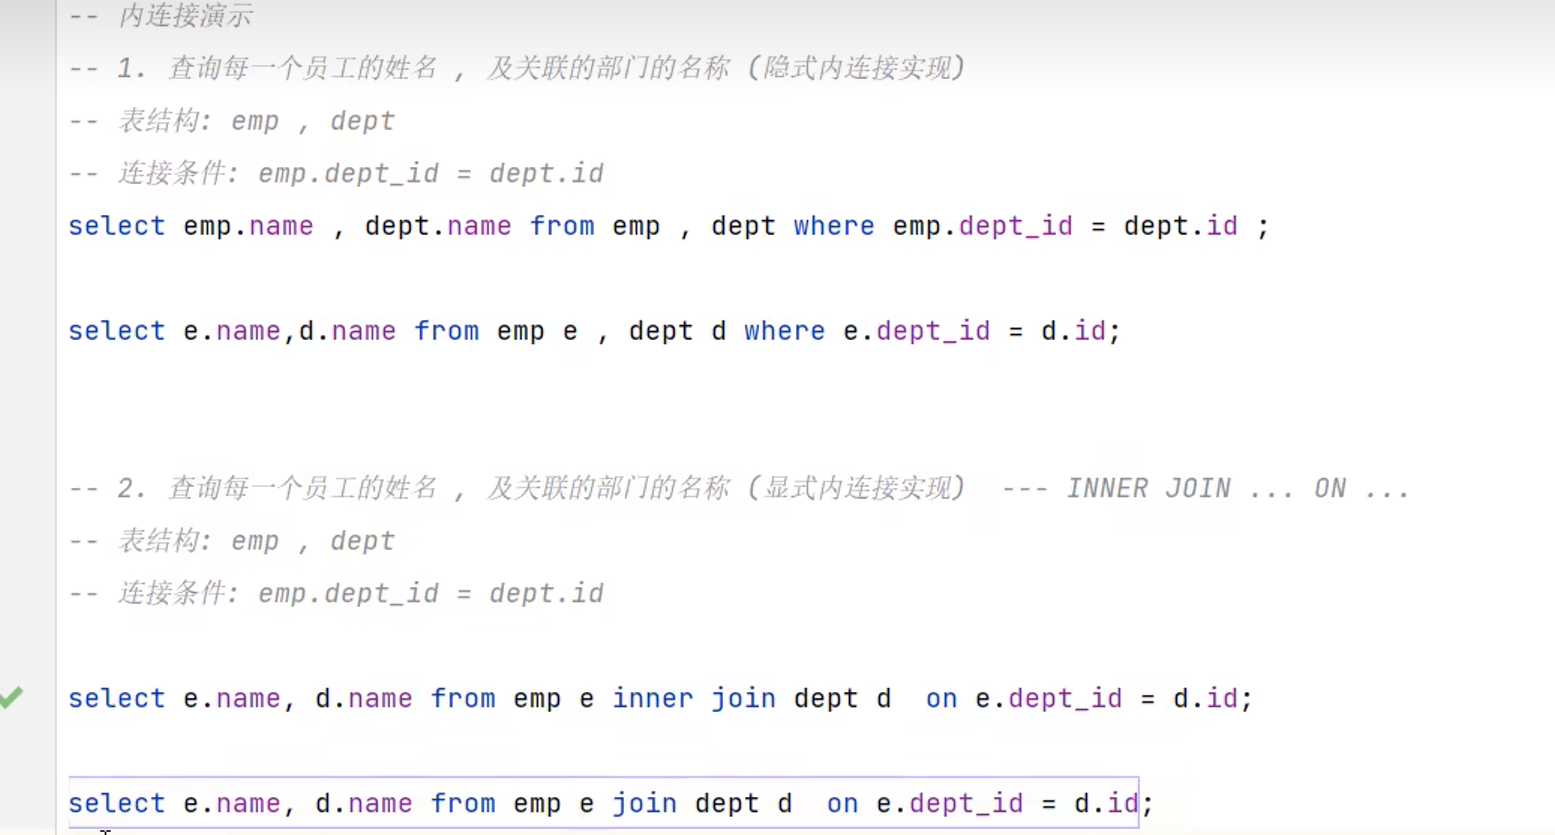 -- 内连接演示
-- 1. 查询每一个员工的姓名 , 及关联的部门的名称 (隐式内连接实现)
-- 表结构: emp , dept
-- 连接条件: emp.dept_id = dept.id
select emp.name , dept.name from emp , dept where emp.dept_id = dept.id ;
select e.name,d.name from emp e , dept d where e.dept_id = d.id;
-- 2. 查询每一个员工的姓名 , 及关联的部门的名称 (显式内连接实现)  --- INNER JOIN ... ON ...
-- 表结构: emp , dept
-- 连接条件: emp.dept_id = dept.id
select e.name, d.name from emp e inner join dept d  on e.dept_id = d.id;
select e.name, d.name from emp e join dept d  on e.dept_id = d.id;